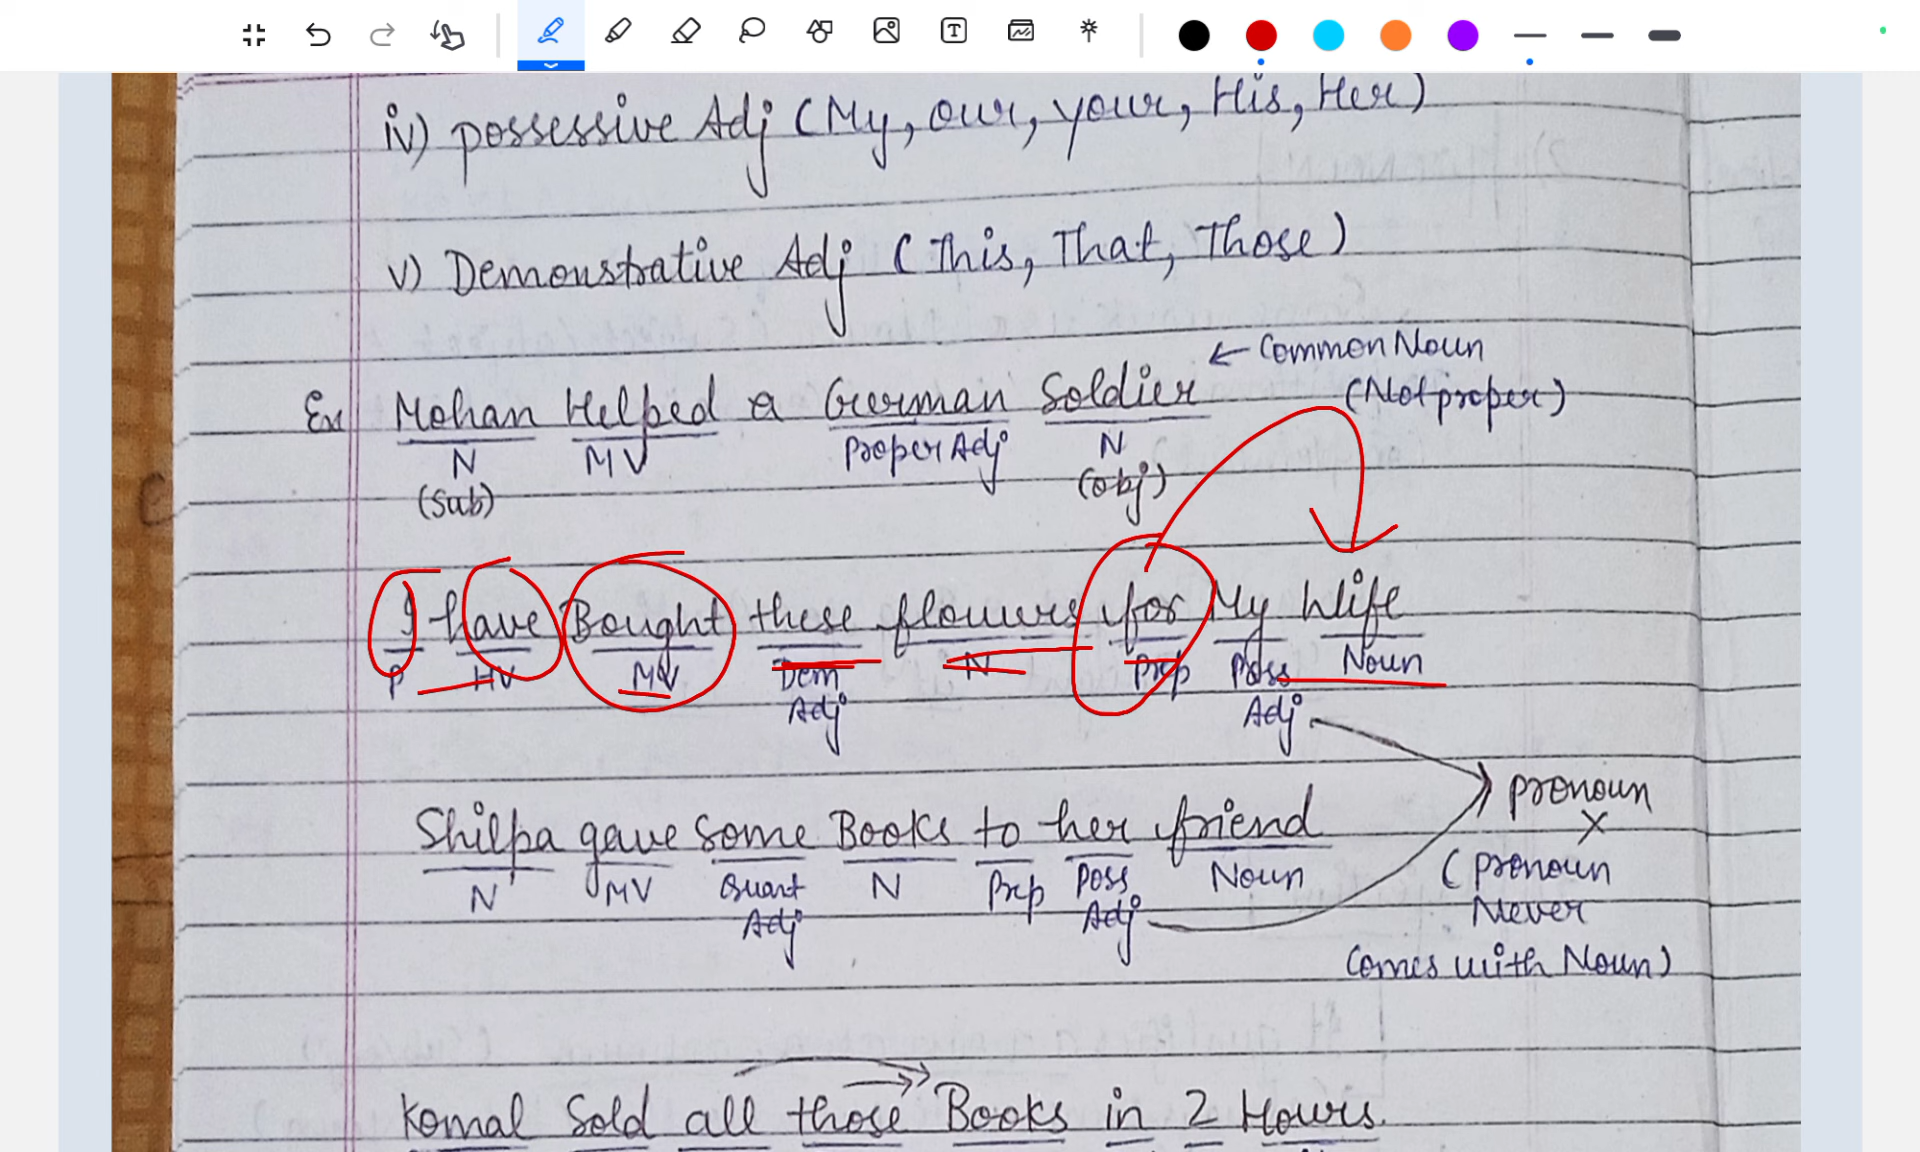 iv) possessive Adj (My, our, your, His, Her)
v) Demonstrative Adj (This, That, Those)
← Common Noun
(Not proper)
Ex Mohan Helped a German Soldier
N MV Proper Adj N
(Sub) (obj)
I have Bought these flowers for My Wife
P HV MV Dem Adj N Prep Poss Adj Noun
Shilpa gave some Books to her friend
N MV Quant Adj N Prep Poss Adj Noun
pronoun
X
(pronoun
Never
Comes with Noun)
Komal Sold all those Books in 2 Hours.